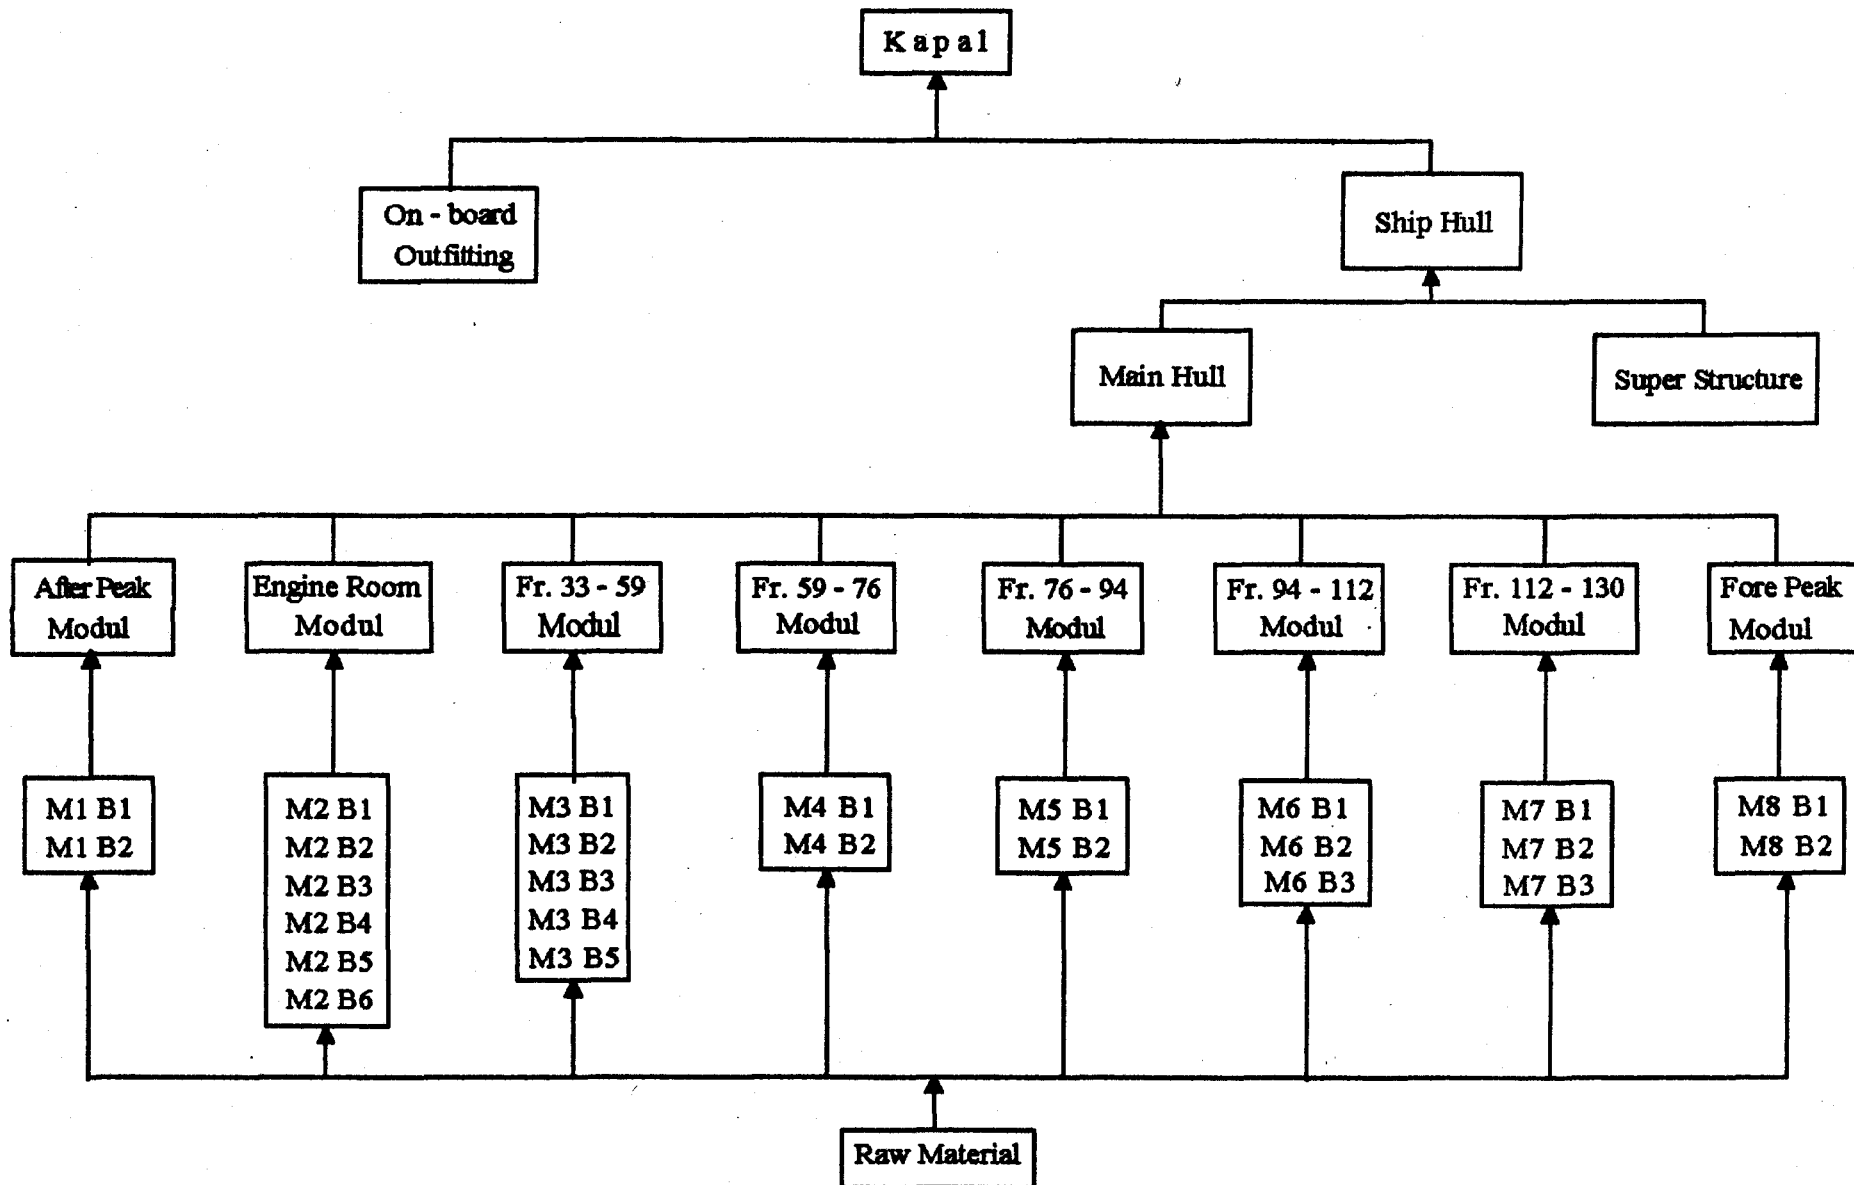 Kapal
On - board
Outfitting
Ship Hull
Main Hull
Super Structure
After Peak
Modul
Engine Room
Modul
Fr. 33 - 59
Modul
Fr. 59 - 76
Modul
Fr. 76 - 94
Modul
Fr. 94 - 112
Modul
Fr. 112 - 130
Modul
Fore Peak
Modul
M1 B1
M1 B2
M2 B1
M2 B2
M2 B3
M2 B4
M2 B5
M2 B6
M3 B1
M3 B2
M3 B3
M3 B4
M3 B5
M4 B1
M4 B2
M5 B1
M5 B2
M6 B1
M6 B2
M6 B3
M7 B1
M7 B2
M7 B3
M8 B1
M8 B2
Raw Material